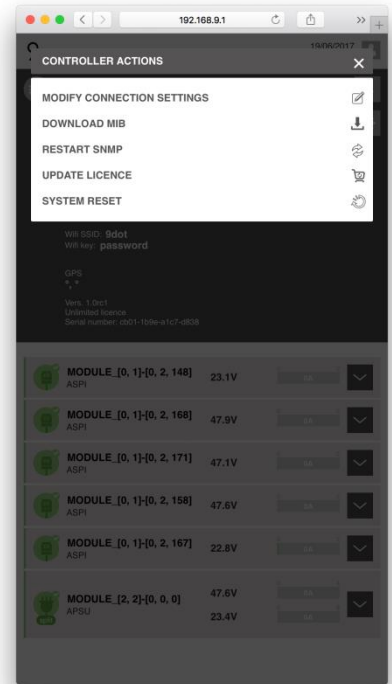 192.168.9.1
19/06/2017
CONTROLLER ACTIONS
MODIFY CONNECTION SETTINGS
DOWNLOAD MIB
RESTART SNMP
UPDATE LICENCE
SYSTEM RESET
Wifi SSID: 9dot
Wifi key: password
GPS
Vers. 1.0rc1
Unlimited licence
Serial number: cb01-1b9e-a1c7-d838
MODULE_[0, 1]-[0, 2, 148] 23.1V
ASPI
MODULE_[0, 1]-[0, 2, 168] 47.9V
ASPI
MODULE_[0, 1]-[0, 2, 171] 47.1V
ASPI
MODULE_[0, 1]-[0, 2, 158] 47.6V
ASPI
MODULE_[0, 1]-[0, 2, 167] 22.8V
ASPI
MODULE_[2, 2]-[0, 0, 0] 47.6V
APSU 23.4V